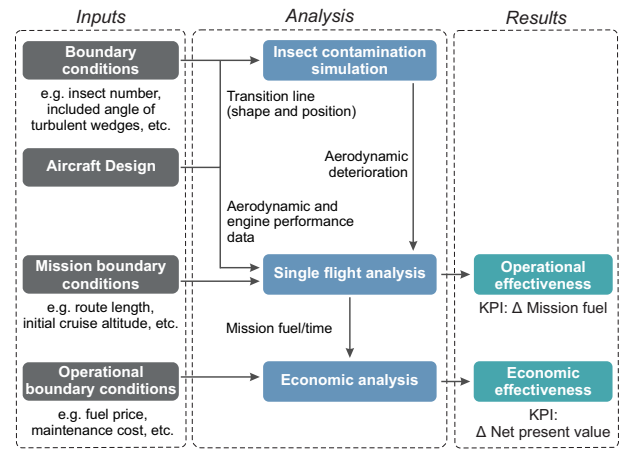 Inputs
Analysis
Results
Boundary
conditions
e.g. insect number,
included angle of
turbulent wedges, etc.
Aircraft Design
Mission boundary
conditions
e.g. route length,
initial cruise altitude, etc.
Operational
boundary conditions
e.g. fuel price,
maintenance cost, etc.
Insect contamination
simulation
Transition line
(shape and position)
Aerodynamic
deterioration
Aerodynamic and
engine performance
data
Single flight analysis
Mission fuel/time
Economic analysis
Operational
effectiveness
KPI: Δ Mission fuel
Economic
effectiveness
KPI:
Δ Net present value